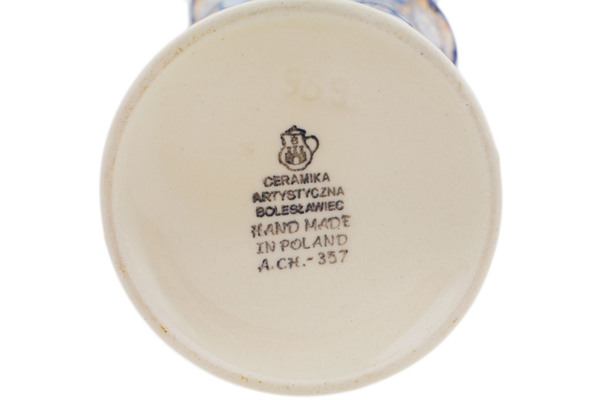 CERAMIKA
ARTYSTYCZNA
BOLESŁAWIEC
HAND MADE
IN POLAND
A.CH.-357